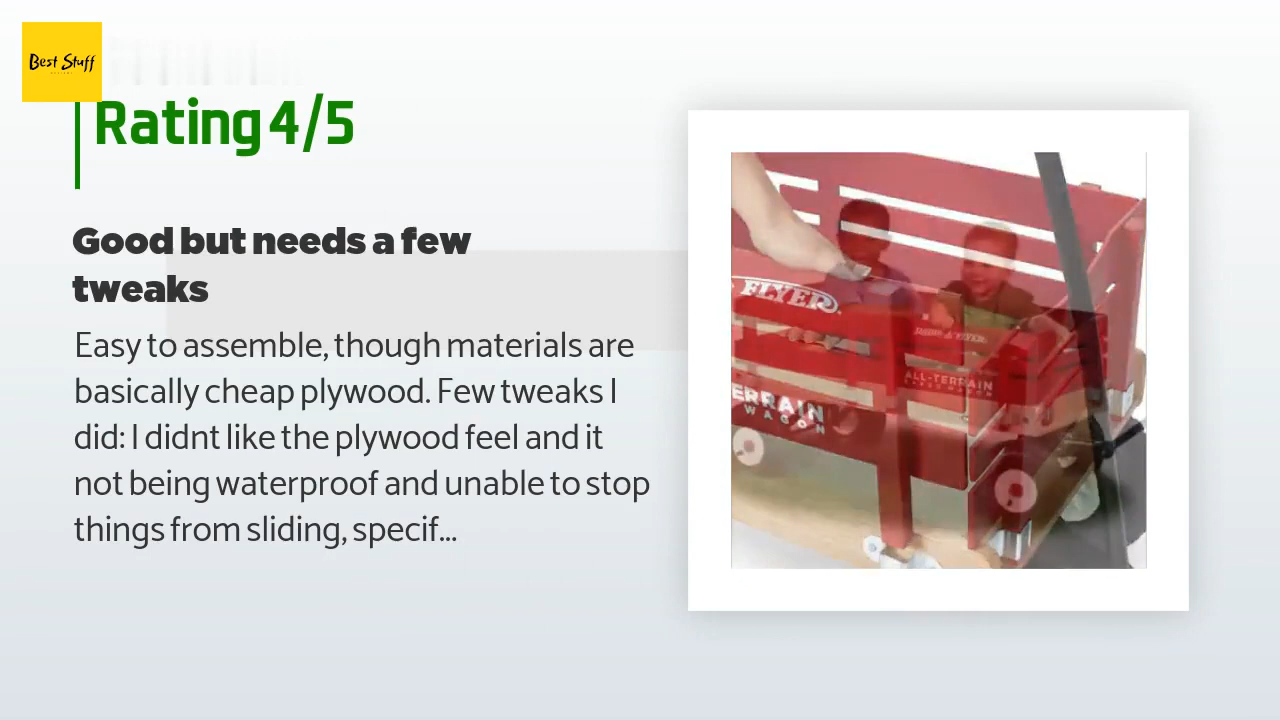 Best Stuff
Rating 4/5
Good but needs a few
tweaks
Easy to assemble, though materials are
basically cheap plywood. Few tweaks I
did: I didnt like the plywood feel and it
not being waterproof and unable to stop
things from sliding, specif...
FLYER
RADIO FLYER
ALL-TERRAIN
ERRAIN
WAGON